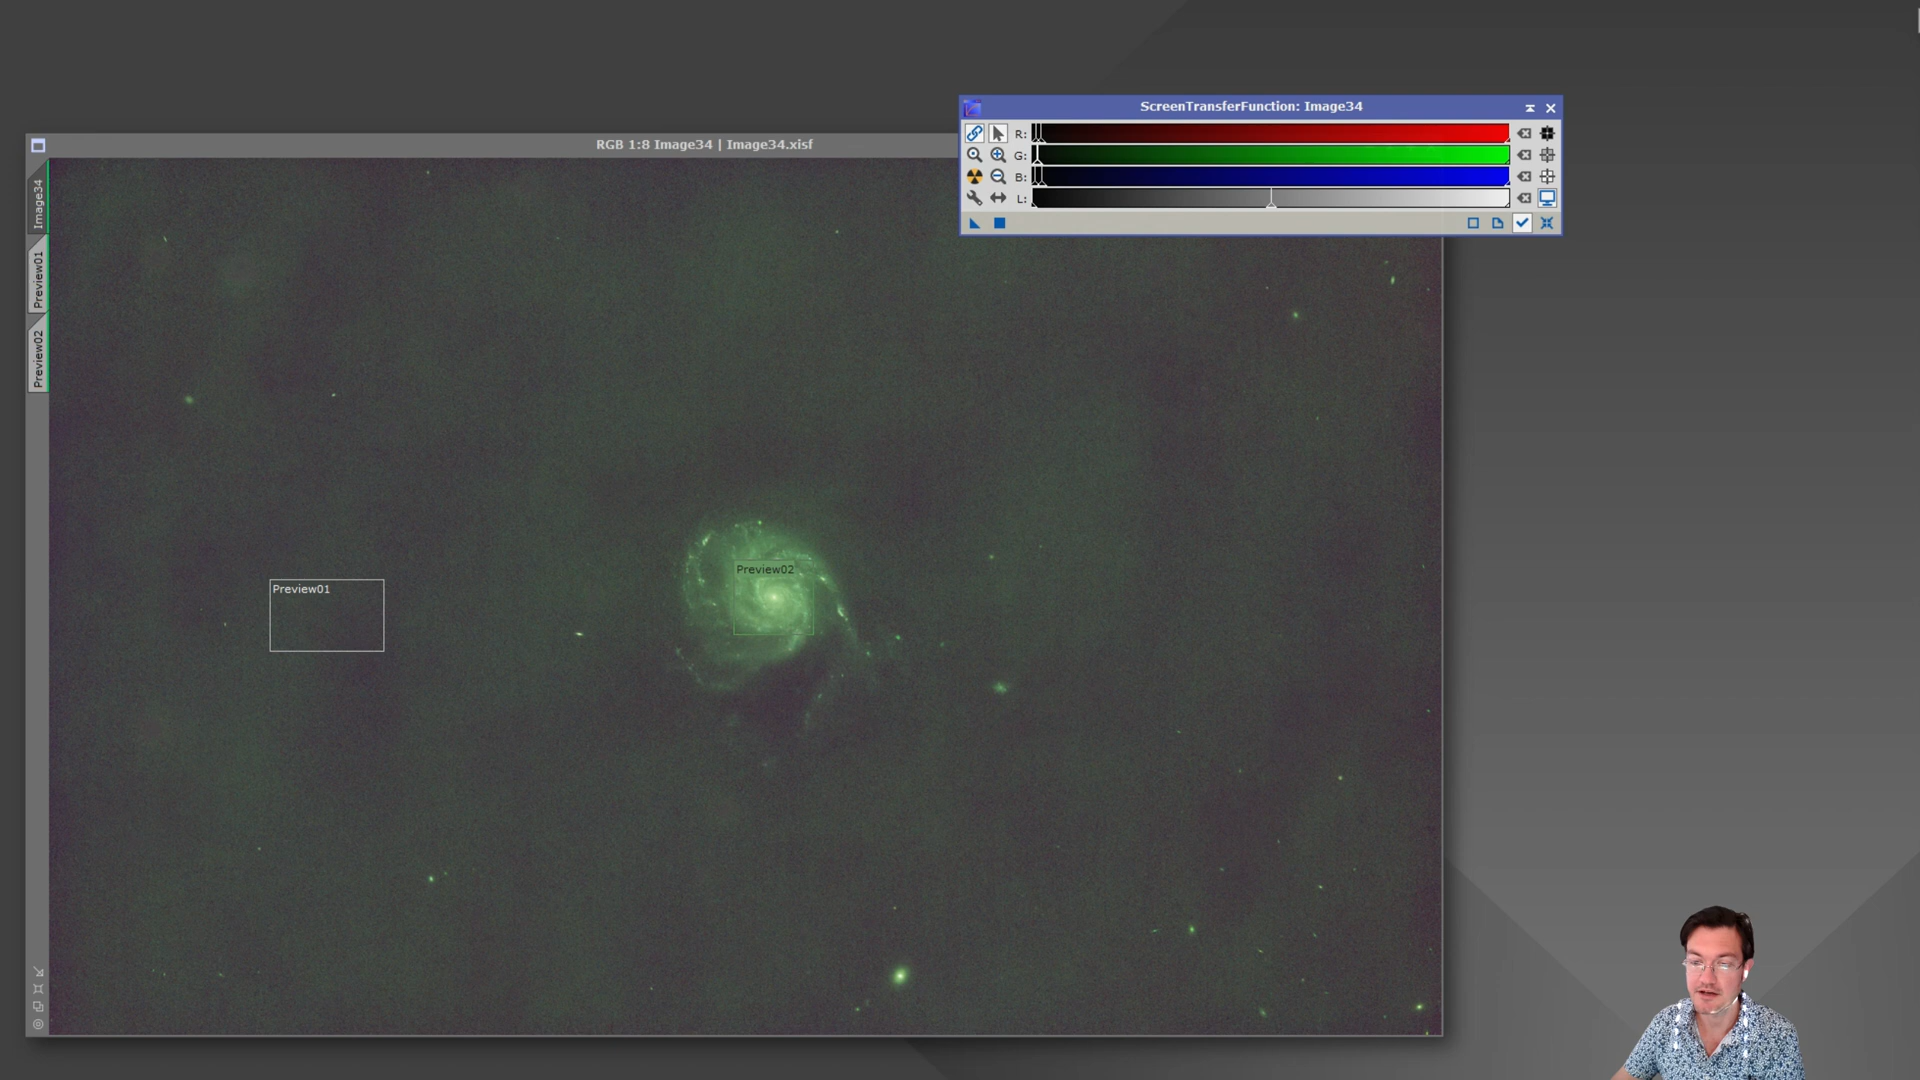 ScreenTransferFunction: Image34
R:
G:
B:
L:
RGB 1:8 Image34 | Image34.xisf
Image34
Preview01
Preview02
Preview02
Preview01